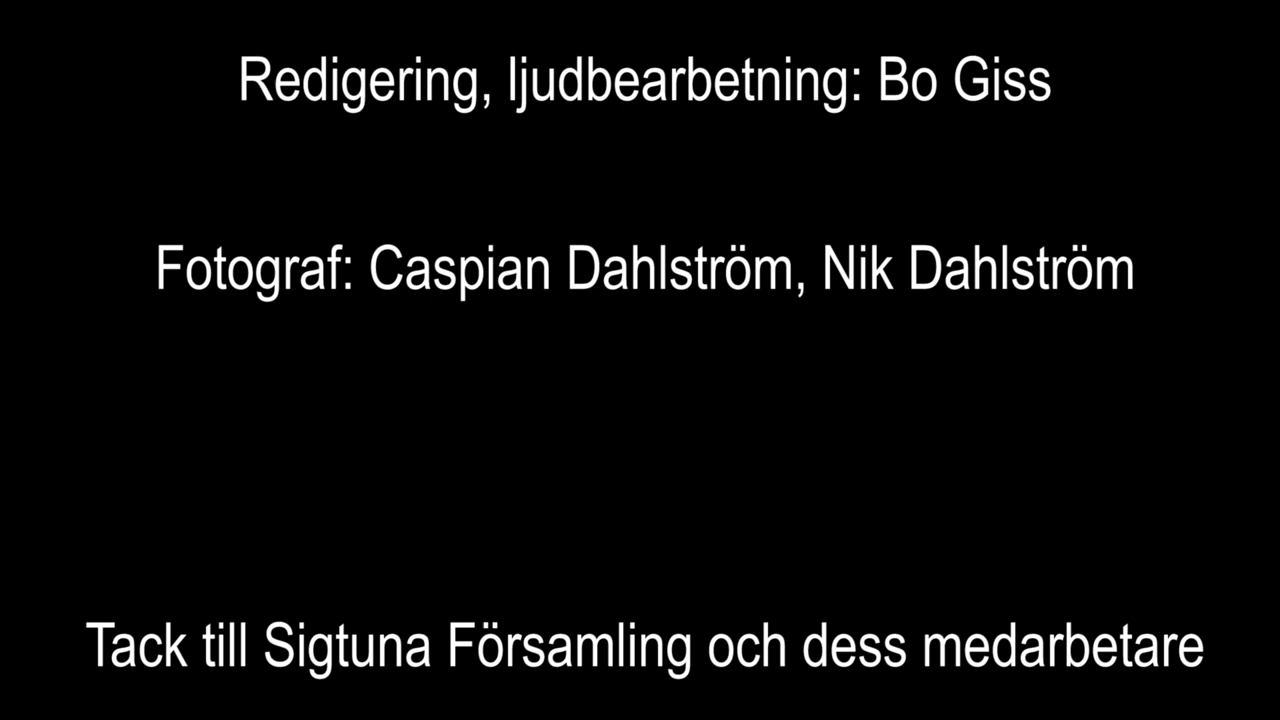 Redigering, ljudbearbetning: Bo Giss
Fotograf: Caspian Dahlström, Nik Dahlström
Tack till Sigtuna Församling och dess medarbetare